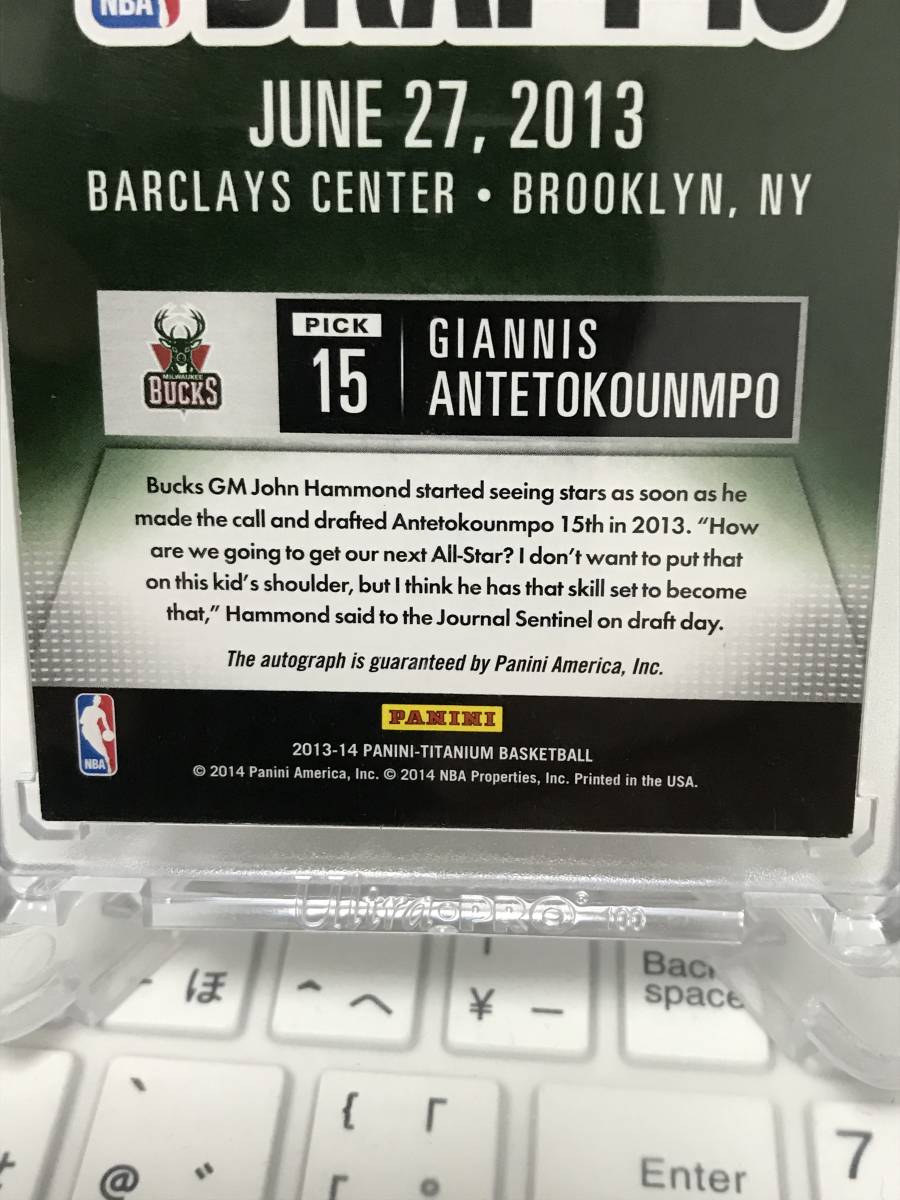 NBA
JUNE 27, 2013
BARCLAYS CENTER • BROOKLYN, NY
MILWAUKEE
BUCKS
PICK
15
GIANNIS
ANTETOKOUNMPO
Bucks GM John Hammond started seeing stars as soon as he
made the call and drafted Antetokounmpo 15th in 2013. “How
are we going to get our next All-Star? I don’t want to put that
on this kid’s shoulder, but I think he has that skill set to become
that,” Hammond said to the Journal Sentinel on draft day.
The autograph is guaranteed by Panini America, Inc.
NBA
PANINI
2013-14 PANINI-TITANIUM BASKETBALL
© 2014 Panini America, Inc. © 2014 NBA Properties, Inc. Printed in the USA.
Ultra PRO®
- ほ
^ へ
¥ ー
Back
space
{ 「
@ ゛
[ 。
Enter
7